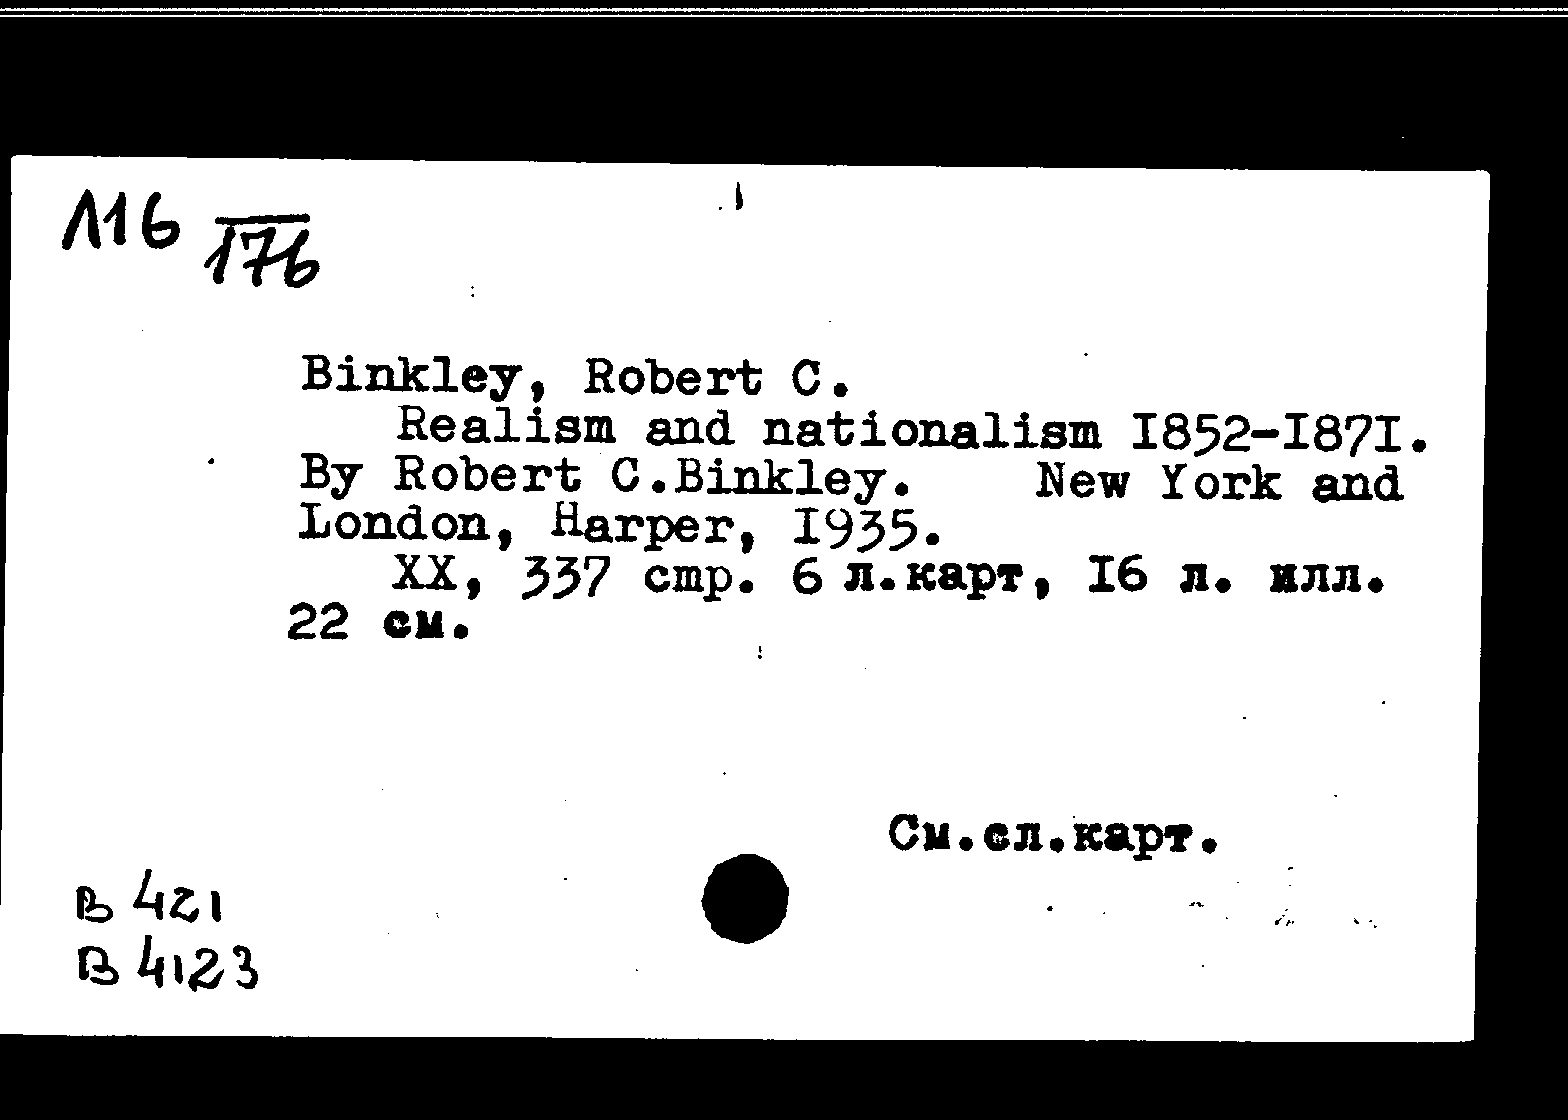 Л16 176
Binkley, Robert C.
Realism and nationalism I852-I87I.
By Robert C.Binkley. New York and
London, Harper, I935.
XX, 337 стр. 6 л.карт, I6 л. илл.
22 см.
См.сл.карт.
В 421
В 4123